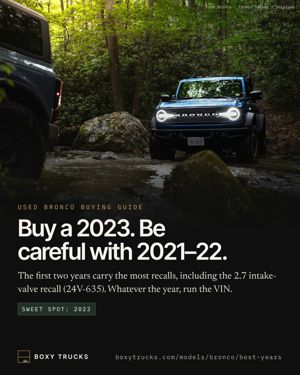 USED BRONCO BUYING GUIDE
Buy a 2023. Be
careful with 2021–22.
The first two years carry the most recalls, including the 2.7 intake-
valve recall (24V-635). Whatever the year, run the VIN.
SWEET SPOT: 2023
BOXY TRUCKS
boxytrucks.com/models/bronco/best-years